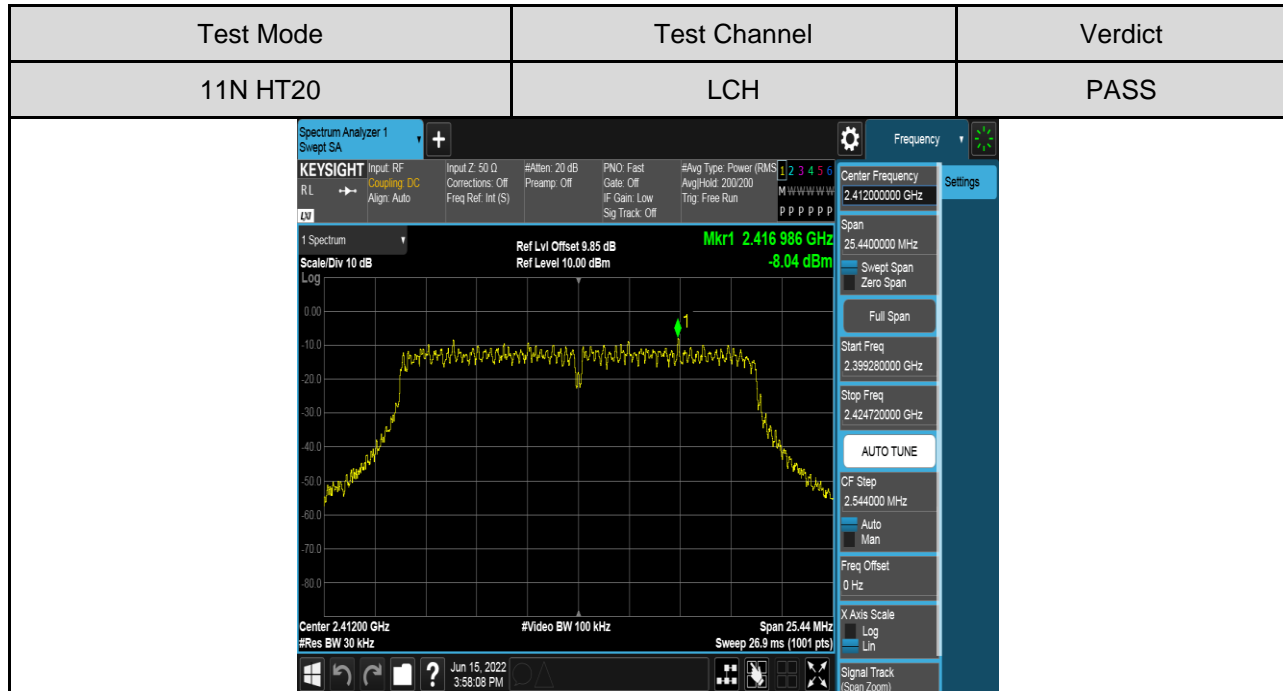 Test Mode Test Channel Verdict
11N HT20 LCH PASS
Spectrum Analyzer 1
Swept SA
+
Frequency
KEYSIGHT
RL
LXI
Input: RF
Coupling: DC
Align: Auto
Input Z: 50 Ω
Corrections: Off
Freq Ref: Int (S)
#Atten: 20 dB
Preamp: Off
PNO: Fast
Gate: Off
IF Gain: Low
Sig Track: Off
#Avg Type: Power (RMS
Avg|Hold: 200/200
Trig: Free Run
1 2 3 4 5 6
M W W W W W
P P P P P P
1 Spectrum
Scale/Div 10 dB
Ref Lvl Offset 9.85 dB
Ref Level 10.00 dBm
Mkr1 2.416 986 GHz
-8.04 dBm
Log
0.00
-10.0
-20.0
-30.0
-40.0
-50.0
-60.0
-70.0
-80.0
1
Center 2.41200 GHz
#Res BW 30 kHz
#Video BW 100 kHz
Span 25.44 MHz
Sweep 26.9 ms (1001 pts)
?
Jun 15, 2022
3:58:08 PM
Center Frequency
2.412000000 GHz
Settings
Span
25.4400000 MHz
Swept Span
Zero Span
Full Span
Start Freq
2.399280000 GHz
Stop Freq
2.424720000 GHz
AUTO TUNE
CF Step
2.544000 MHz
Auto
Man
Freq Offset
0 Hz
X Axis Scale
Log
Lin
Signal Track
(Span Zoom)